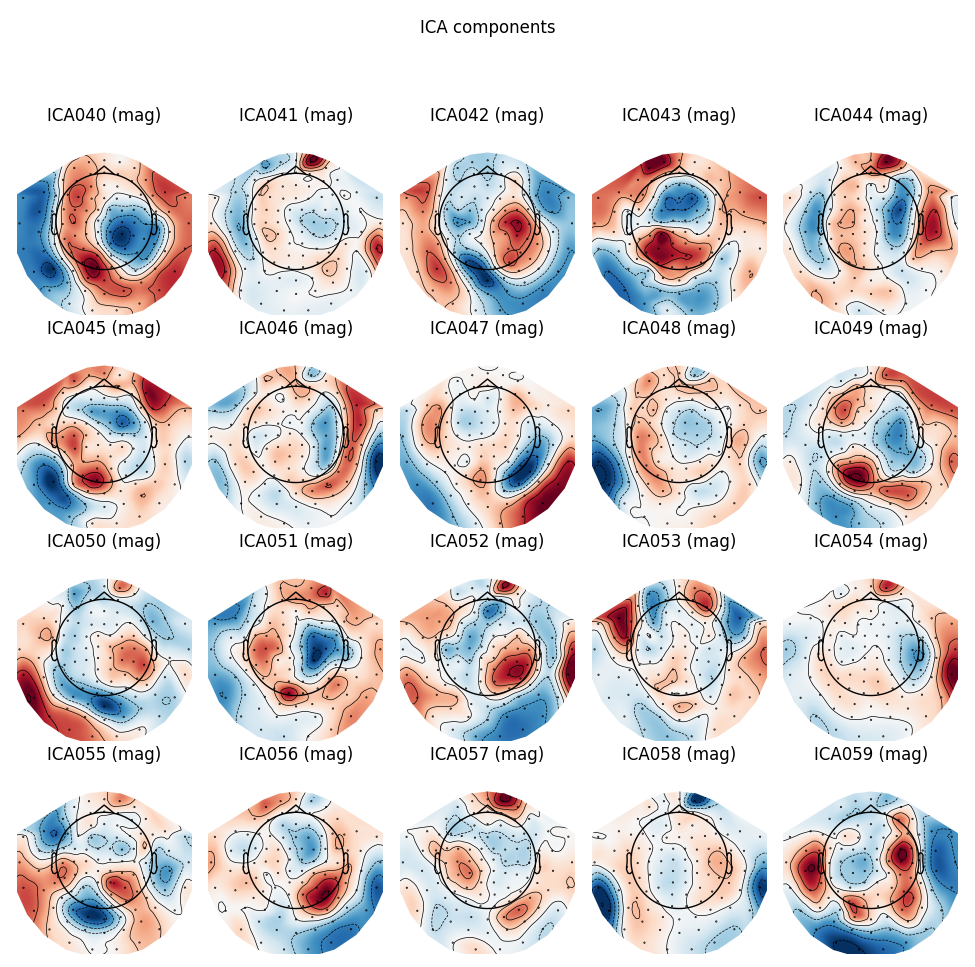 ICA components
ICA040 (mag) ICA041 (mag) ICA042 (mag) ICA043 (mag) ICA044 (mag)
ICA045 (mag) ICA046 (mag) ICA047 (mag) ICA048 (mag) ICA049 (mag)
ICA050 (mag) ICA051 (mag) ICA052 (mag) ICA053 (mag) ICA054 (mag)
ICA055 (mag) ICA056 (mag) ICA057 (mag) ICA058 (mag) ICA059 (mag)